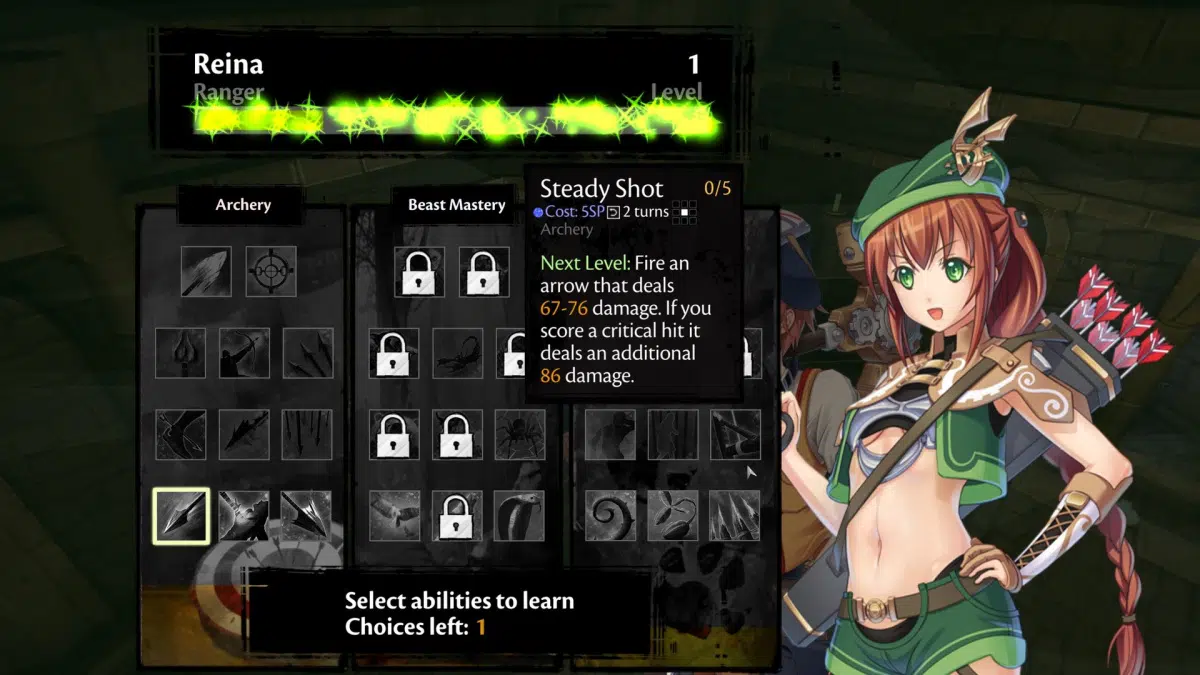 Reina
1
Ranger
Level
Archery
Beast Mastery
Steady Shot
0/5
Cost: 5SP 2 turns
Archery
Next Level: Fire an
arrow that deals
67-76 damage. If you
score a critical hit it
deals an additional
86 damage.
Select abilities to learn
Choices left: 1